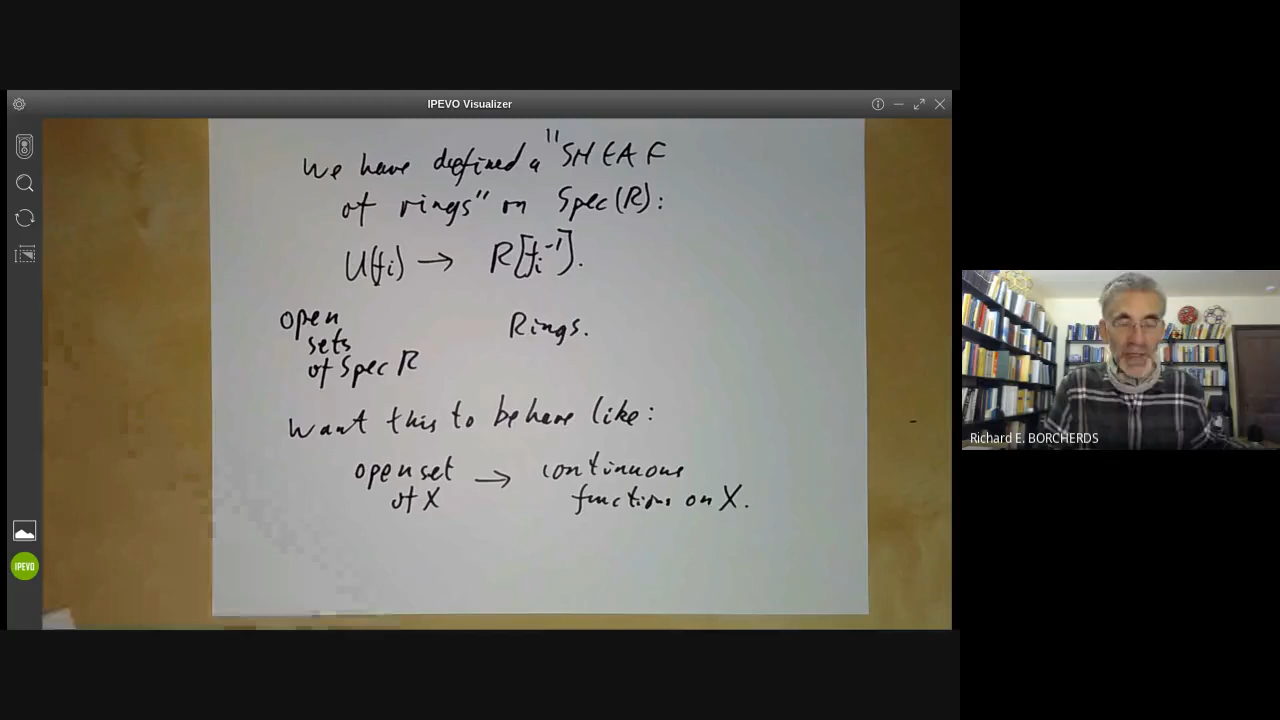 IPEVO Visualizer
We have defined a "SHEAF
of rings" on Spec(R):
U(fi) → R[fi⁻¹].
open
sets
of Spec R
Rings.
Want this to behave like:
open set
of X
→ continuous
functions on X.
Richard E. BORCHERDS
IPEVO